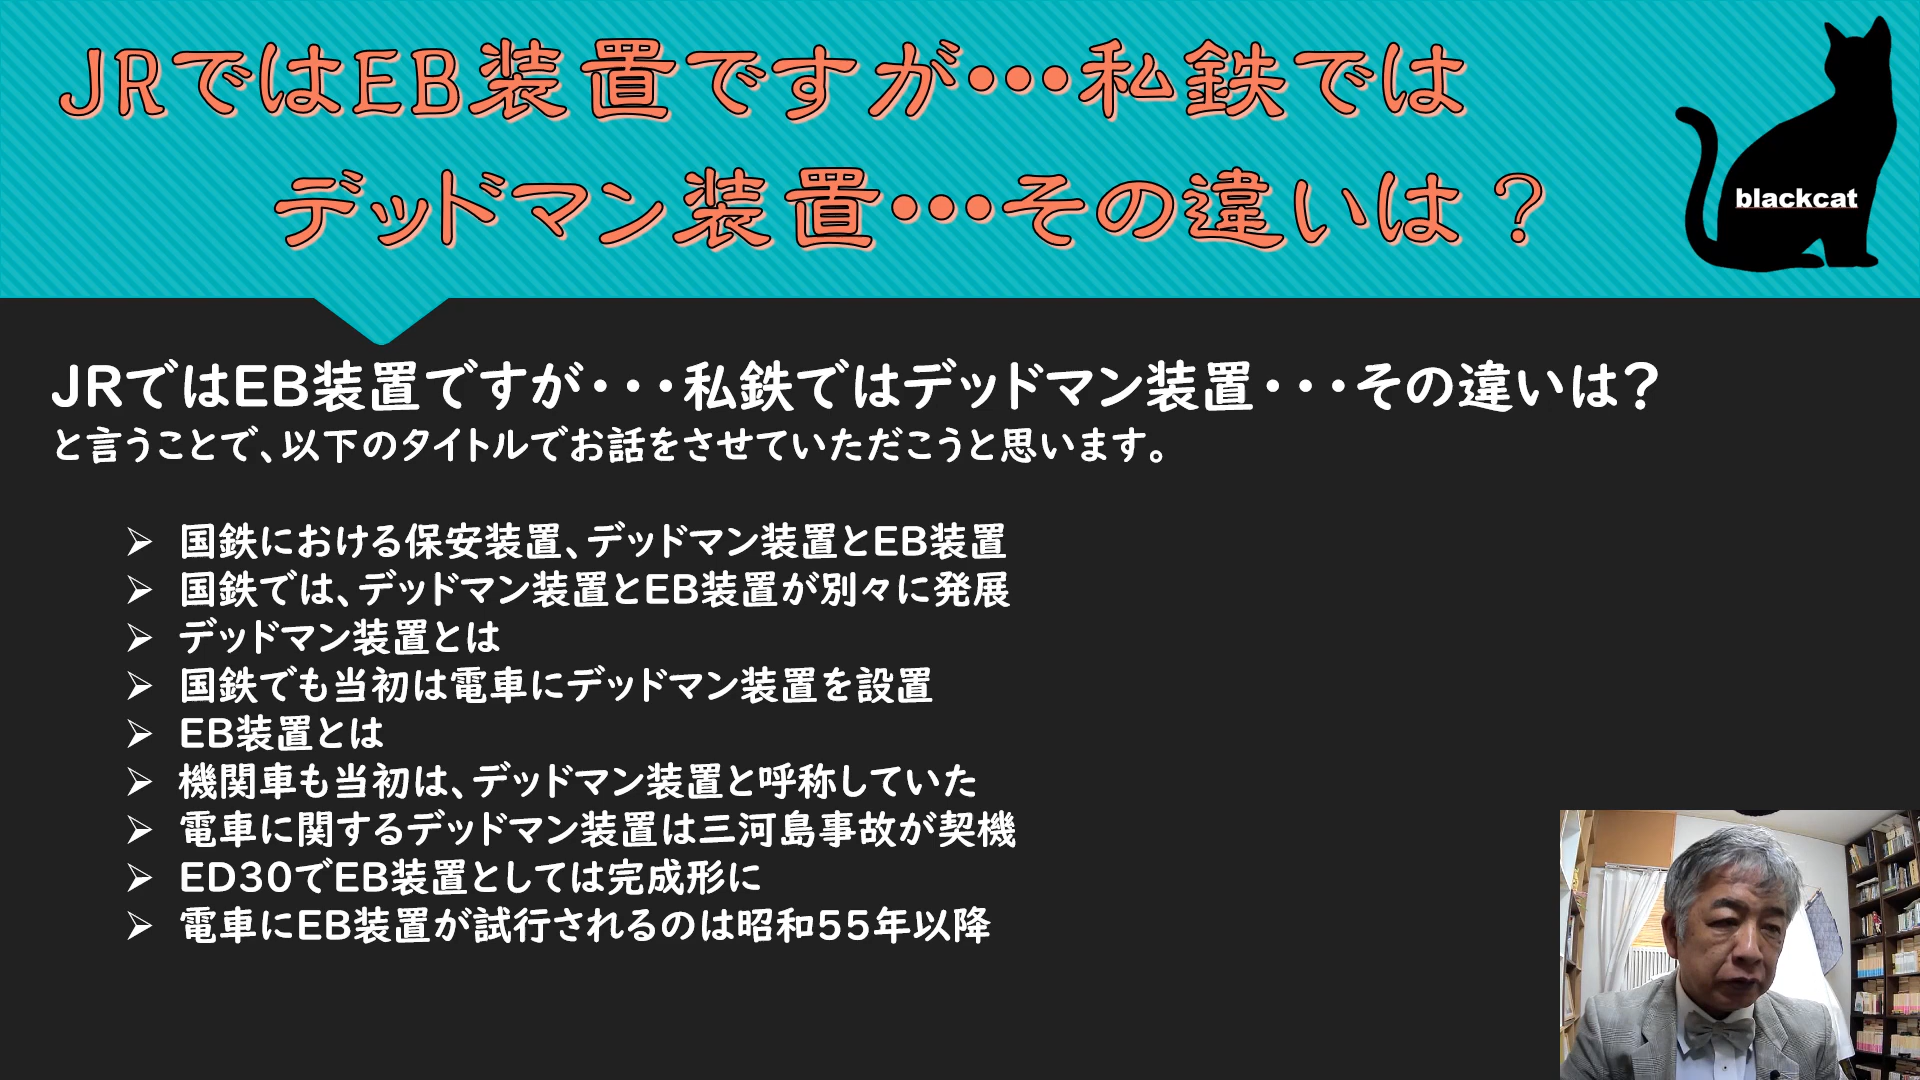 JRではEB装置ですが・・・私鉄では
デッドマン装置・・・その違いは？
blackcat
JRではEB装置ですが・・・私鉄ではデッドマン装置・・・その違いは?
と言うことで、以下のタイトルでお話をさせていただこうと思います。
➢ 国鉄における保安装置、デッドマン装置とEB装置
➢ 国鉄では、デッドマン装置とEB装置が別々に発展
➢ デッドマン装置とは
➢ 国鉄でも当初は電車にデッドマン装置を設置
➢ EB装置とは
➢ 機関車も当初は、デッドマン装置と呼称していた
➢ 電車に関するデッドマン装置は三河島事故が契機
➢ ED30でEB装置としては完成形に
➢ 電車にEB装置が試行されるのは昭和55年以降